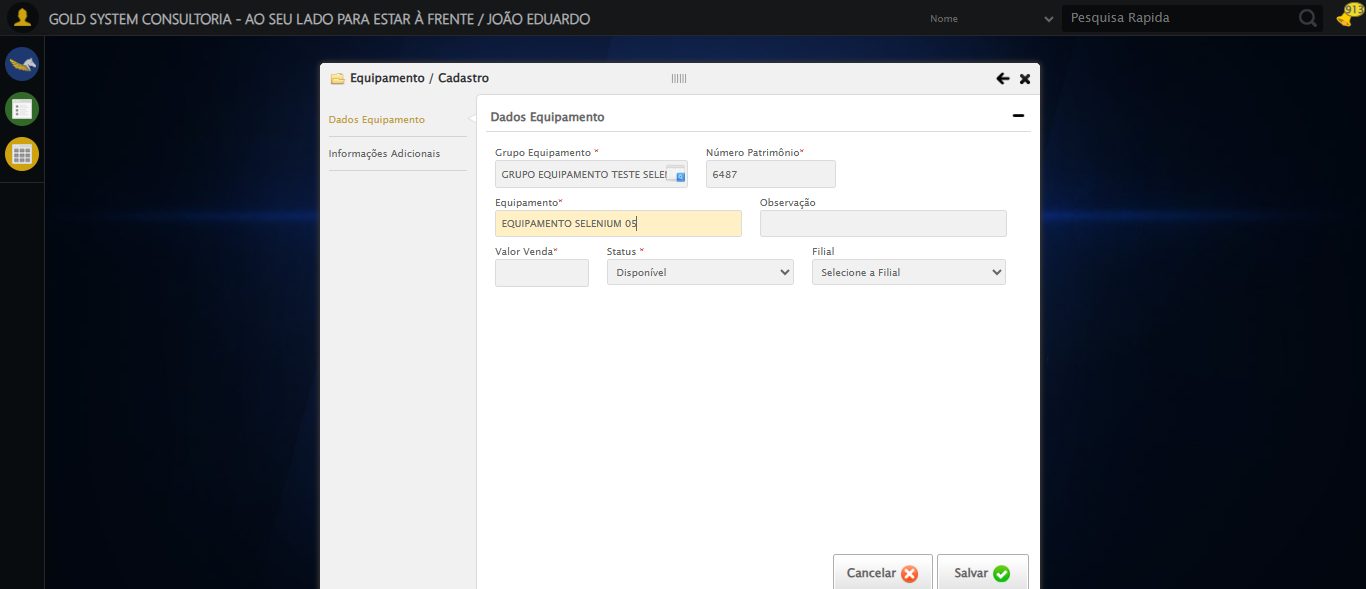 GOLD SYSTEM CONSULTORIA - AO SEU LADO PARA ESTAR À FRENTE / JOÃO EDUARDO
Nome
Pesquisa Rapida
913
Equipamento / Cadastro
Dados Equipamento
Informações Adicionais
Dados Equipamento
Grupo Equipamento *
Número Patrimônio*
GRUPO EQUIPAMENTO TESTE SELEI
6487
Equipamento*
Observação
EQUIPAMENTO SELENIUM 05
Valor Venda*
Status *
Filial
Disponível
Selecione a Filial
Cancelar
Salvar